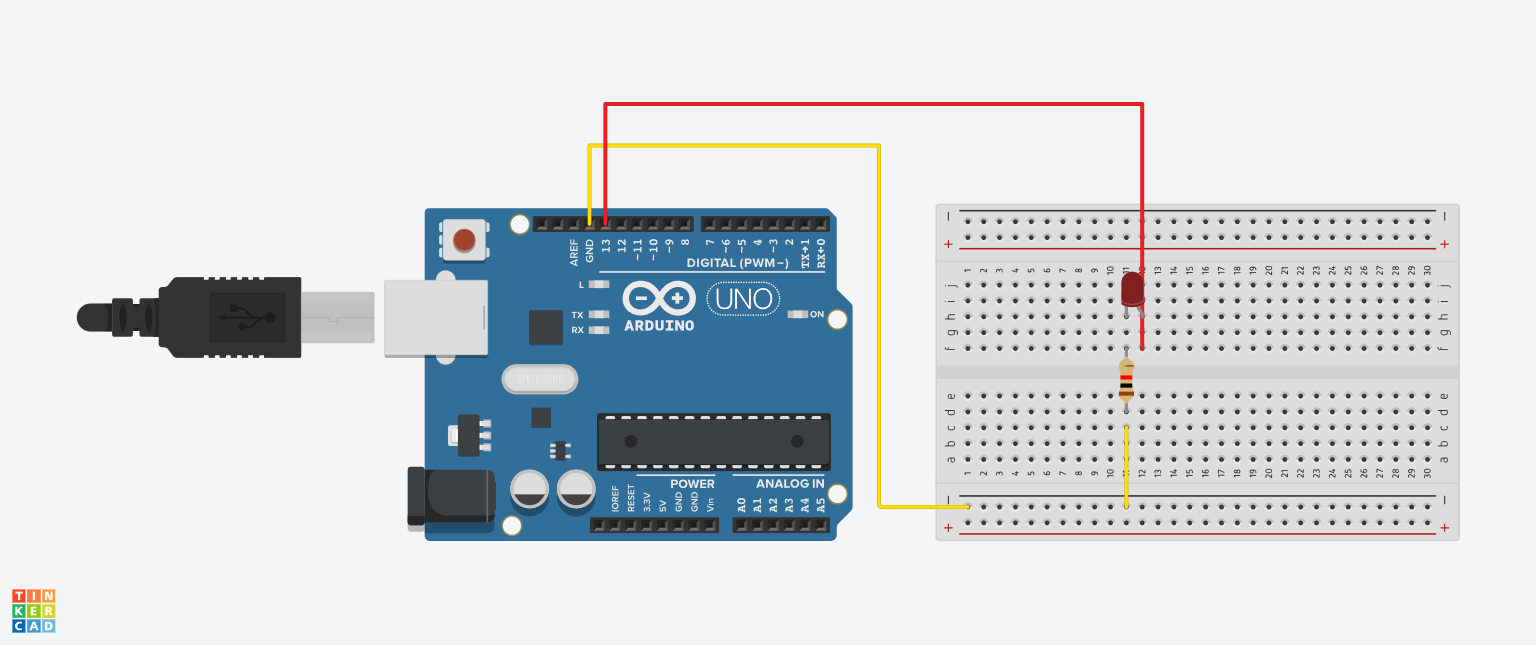 1 2 3 4 5 6 7 8 9 10 11 12 13 14 15 16 17 18 19 20 21 22 23 24 25 26 27 28 29 30
j j
i i
h h
g g
f f
e e
d d
c c
b b
a a
1 2 3 4 5 6 7 8 9 10 11 12 13 14 15 16 17 18 19 20 21 22 23 24 25 26 27 28 29 30
− −
+ +
− −
+ +
AREF GND 13 12 ~11 ~10 ~9 8 7 ~6 ~5 4 ~3 2 TX→1 RX←0
DIGITAL (PWM~)
L
TX
RX
− +
UNO
ARDUINO
ON
POWER ANALOG IN
IOREF RESET 3.3V 5V GND GND Vin A0 A1 A2 A3 A4 A5
TIN
KER
CAD